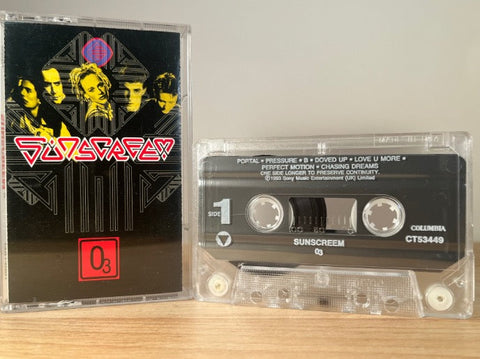 SUNSCREEM
O3
PORTAL • PRESSURE • B • DOVED UP • LOVE U MORE •
PERFECT MOTION • CHASING DREAMS
ONE SIDE LONGER TO PRESERVE CONTINUITY.
℗1993 Sony Music Entertainment (UK) Limited
SIDE 1
COLUMBIA
CT53449
SUNSCREEM
O3